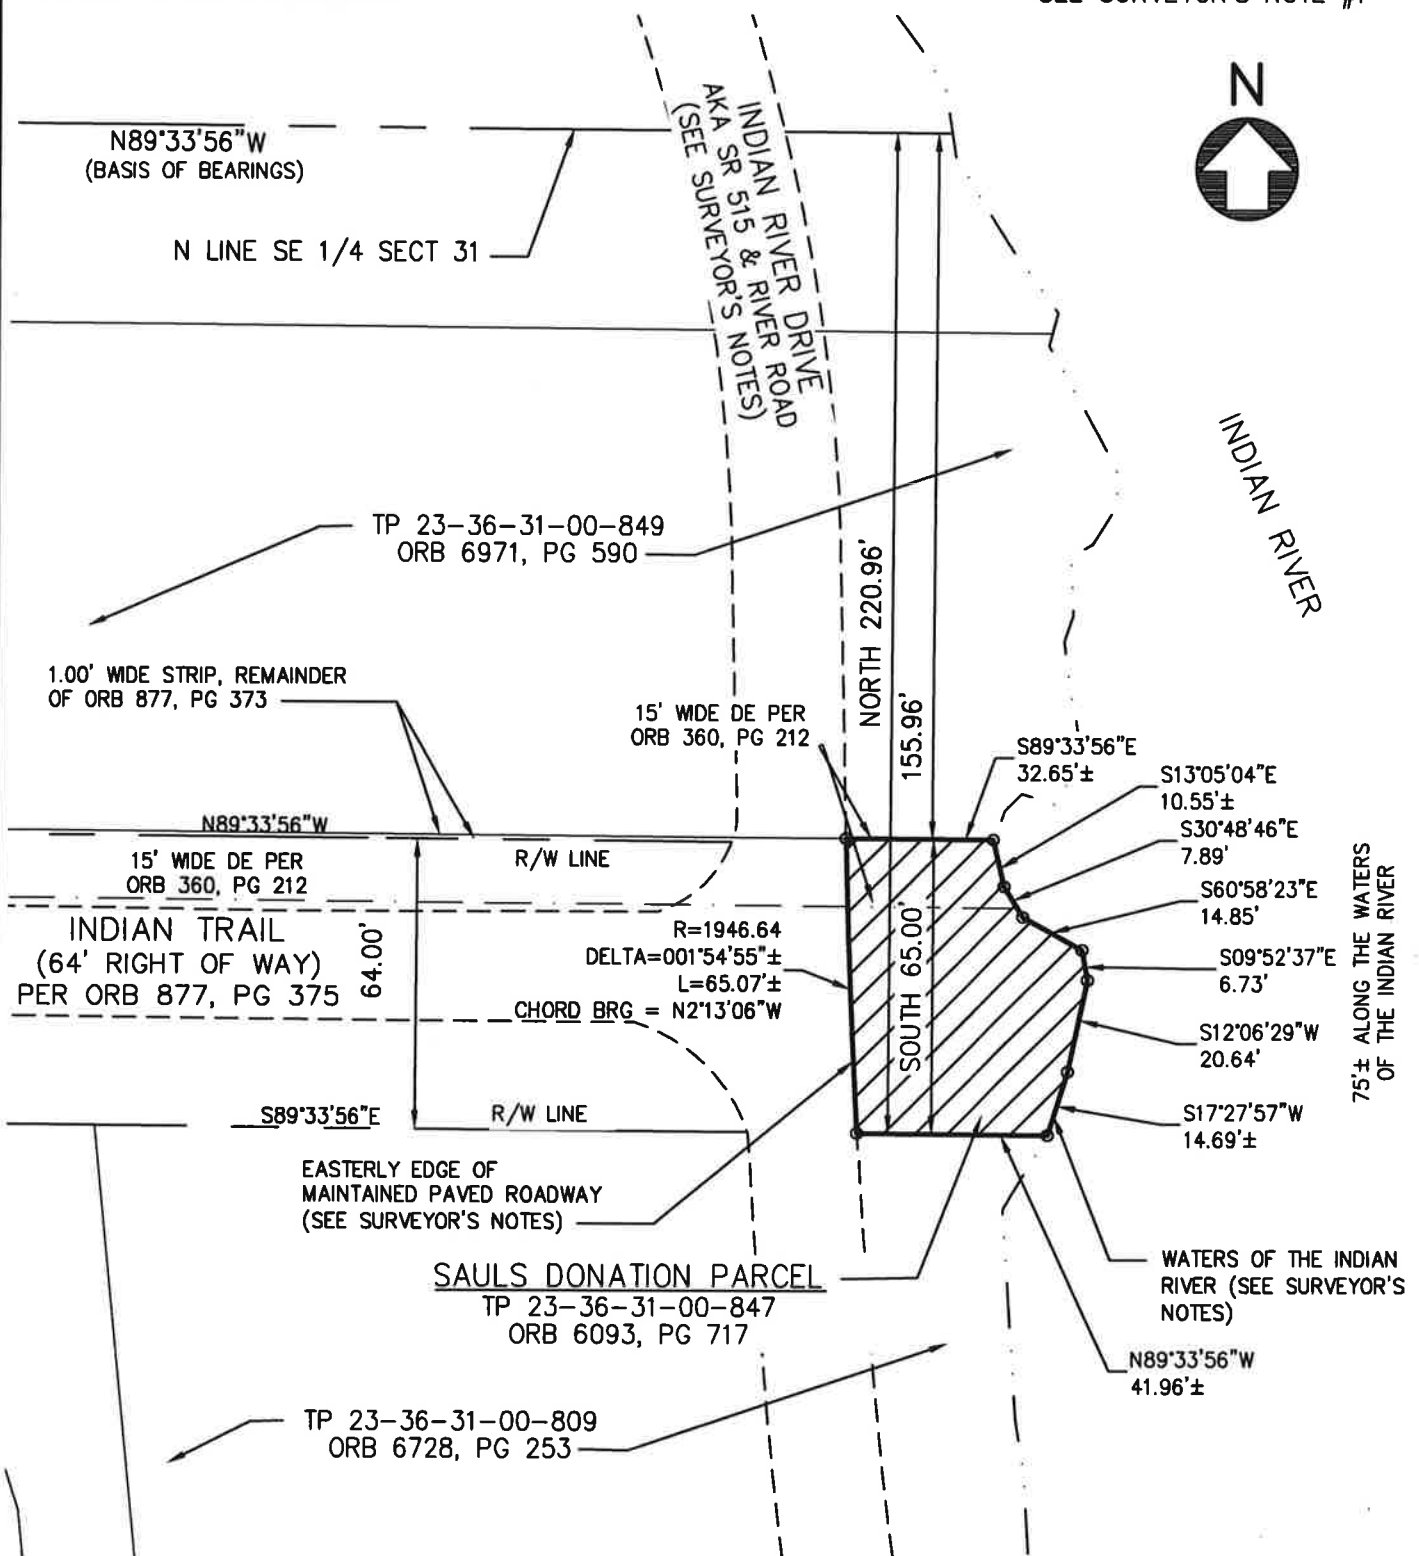 SEE SURVEYOR'S NOTE #1
N
N89°33'56"W
(BASIS OF BEARINGS)
N LINE SE 1/4 SECT 31
INDIAN RIVER DRIVE
AKA SR 515 & RIVER ROAD
(SEE SURVEYOR'S NOTES)
INDIAN RIVER
TP 23-36-31-00-849
ORB 6971, PG 590
NORTH 220.96'
155.96'
1.00' WIDE STRIP, REMAINDER
OF ORB 877, PG 373
15' WIDE DE PER
ORB 360, PG 212
S89°33'56"E
32.65'±
S13°05'04"E
10.55'±
S30°48'46"E
7.89'
S60°58'23"E
14.85'
S09°52'37"E
6.73'
S12°06'29"W
20.64'
S17°27'57"W
14.69'±
75'± ALONG THE WATERS
OF THE INDIAN RIVER
N89°33'56"W
R/W LINE
15' WIDE DE PER
ORB 360, PG 212
INDIAN TRAIL
(64' RIGHT OF WAY)
PER ORB 877, PG 375
64.00'
R=1946.64
DELTA=001°54'55"±
L=65.07'±
CHORD BRG = N2°13'06"W
SOUTH 65.00'
S89°33'56"E
R/W LINE
EASTERLY EDGE OF
MAINTAINED PAVED ROADWAY
(SEE SURVEYOR'S NOTES)
SAULS DONATION PARCEL
TP 23-36-31-00-847
ORB 6093, PG 717
WATERS OF THE INDIAN
RIVER (SEE SURVEYOR'S
NOTES)
N89°33'56"W
41.96'±
TP 23-36-31-00-809
ORB 6728, PG 253